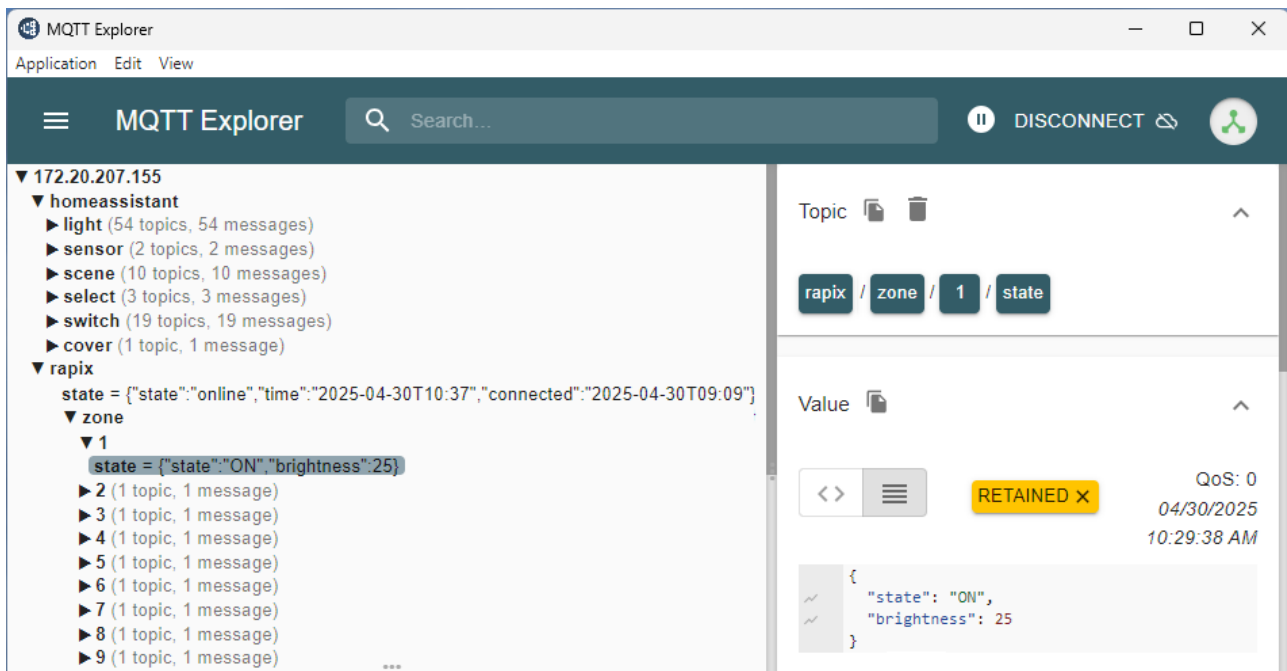 MQTT Explorer
Application Edit View
MQTT Explorer
Search...
DISCONNECT
172.20.207.155
homeassistant
light (54 topics, 54 messages)
sensor (2 topics, 2 messages)
scene (10 topics, 10 messages)
select (3 topics, 3 messages)
switch (19 topics, 19 messages)
cover (1 topic, 1 message)
rapix
state = {"state":"online","time":"2025-04-30T10:37","connected":"2025-04-30T09:09"}
zone
1
state = {"state":"ON","brightness":25}
2 (1 topic, 1 message)
3 (1 topic, 1 message)
4 (1 topic, 1 message)
5 (1 topic, 1 message)
6 (1 topic, 1 message)
7 (1 topic, 1 message)
8 (1 topic, 1 message)
9 (1 topic, 1 message)
Topic
rapix / zone / 1 / state
Value
RETAINED
QoS: 0
04/30/2025
10:29:38 AM
{
"state": "ON",
"brightness": 25
}